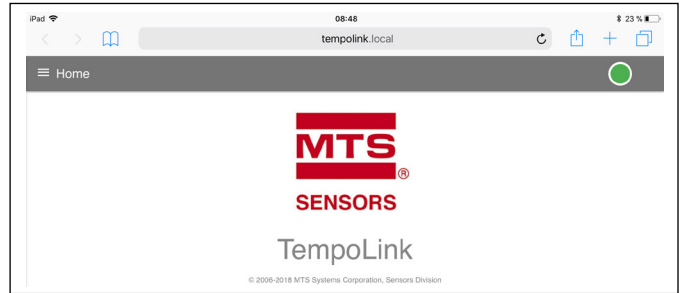 iPad 08:48 23 %
tempolink.local
Home
MTS
®
SENSORS
TempoLink
© 2006-2018 MTS Systems Corporation, Sensors Division